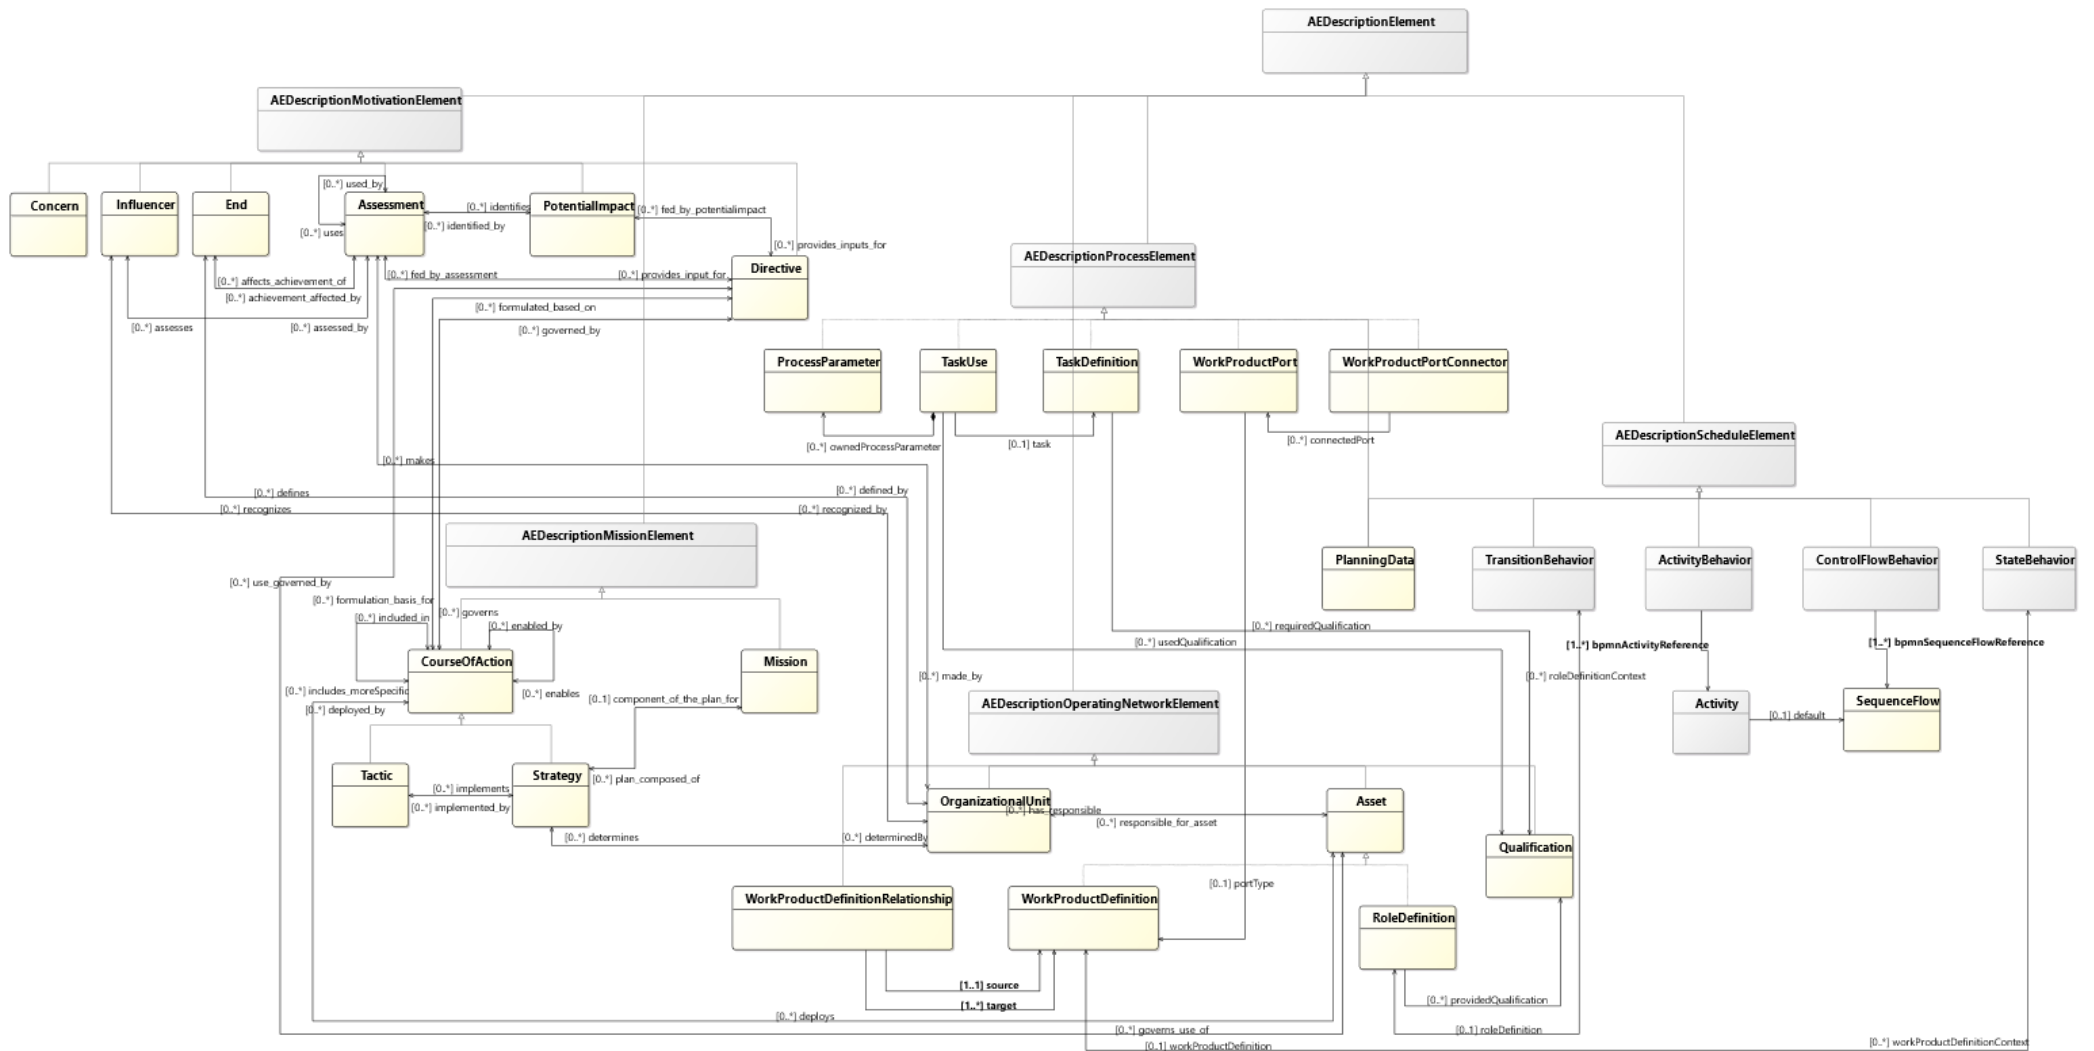 AEDescriptionElement
AEDescriptionMotivationElement
[0..*] used_by
Concern
Influencer
End
Assessment
[0..*] identifies
PotentialImpact
[0..*] fed_by_potentialimpact
[0..*] uses
[0..*] identified_by
[0..*] provides_inputs_for
AEDescriptionProcessElement
Directive
[0..*] affects_achievement_of
[0..*] fed_by_assessment
[0..*] provides_input_for
[0..*] achievement_affected_by
[0..*] formulated_based_on
[0..*] assesses
[0..*] assessed_by
[0..*] governed_by
ProcessParameter
TaskUse
TaskDefinition
WorkProductPort
WorkProductPortConnector
[0..*] ownedProcessParameter
[0..1] task
[0..*] connectedPort
AEDescriptionScheduleElement
[0..*] makes
[0..*] defines
[0..*] defined_by
[0..*] recognizes
[0..*] recognized_by
AEDescriptionMissionElement
PlanningData
TransitionBehavior
ActivityBehavior
ControlFlowBehavior
StateBehavior
[0..*] use_governed_by
[0..*] formulation_basis_for
[0..*] governs
[0..*] included_in
[0..*] enabled_by
[0..*] requiredQualification
[0..*] usedQualification
[1..*] bpmnActivityReference
[1..*] bpmnSequenceFlowReference
CourseOfAction
Mission
[0..*] made_by
[0..*] roleDefinitionContext
[0..*] includes_moreSpecific
[0..*] enables
[0..1] component_of_the_plan_for
[0..*] deployed_by
AEDescriptionOperatingNetworkElement
Activity
[0..1] default
SequenceFlow
Tactic
Strategy
[0..*] plan_composed_of
[0..*] implements
[0..*] implemented_by
OrganizationalUnit
[0..*] has_responsible
[0..*] responsible_for_asset
Asset
[0..*] determines
[0..*] determinedBy
Qualification
[0..1] portType
WorkProductDefinitionRelationship
WorkProductDefinition
RoleDefinition
[1..1] source
[1..*] target
[0..*] providedQualification
[0..*] deploys
[0..*] governs_use_of
[0..1] roleDefinition
[0..1] workProductDefinition
[0..*] workProductDefinitionContext